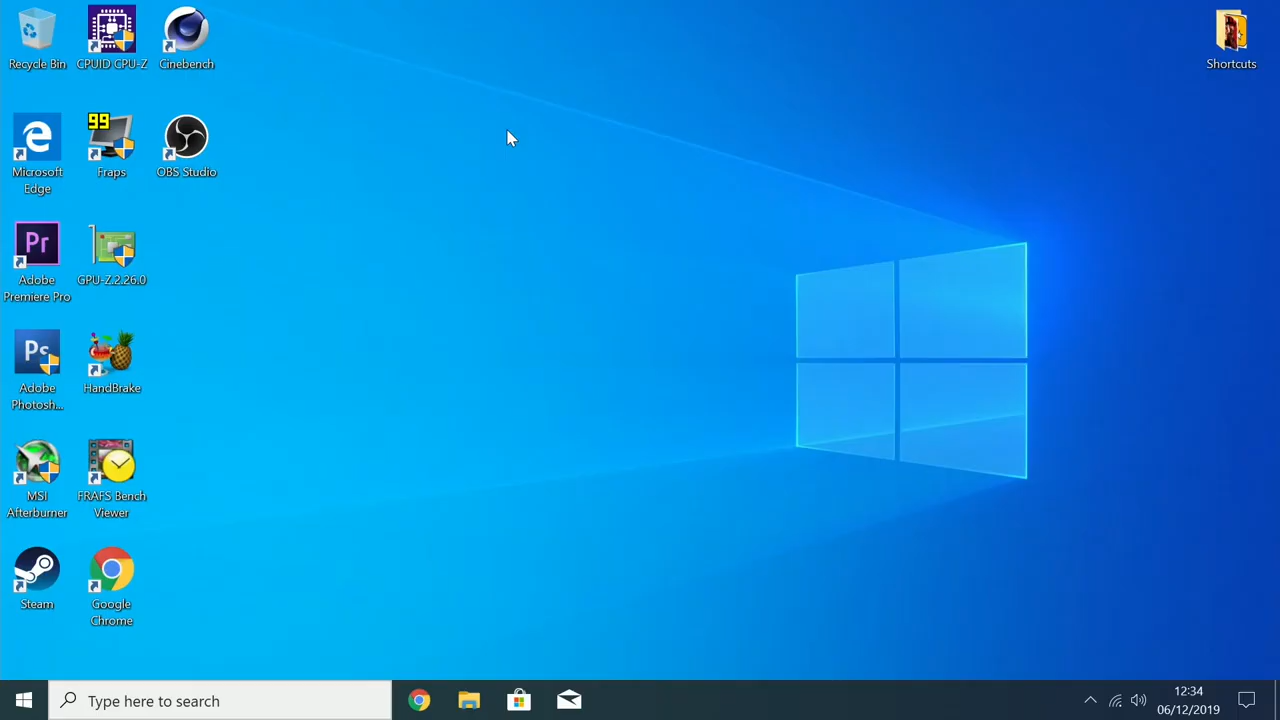 Recycle Bin
CPUID CPU-Z
Cinebench
Shortcuts
99
Microsoft
Edge
Fraps
OBS Studio
Pr
Adobe
Premiere Pro
GPU-Z.2.26.0
Ps
Adobe
Photosh...
HandBrake
MSI
Afterburner
FRAFS Bench
Viewer
Steam
Google
Chrome
Type here to search
12:34
06/12/2019